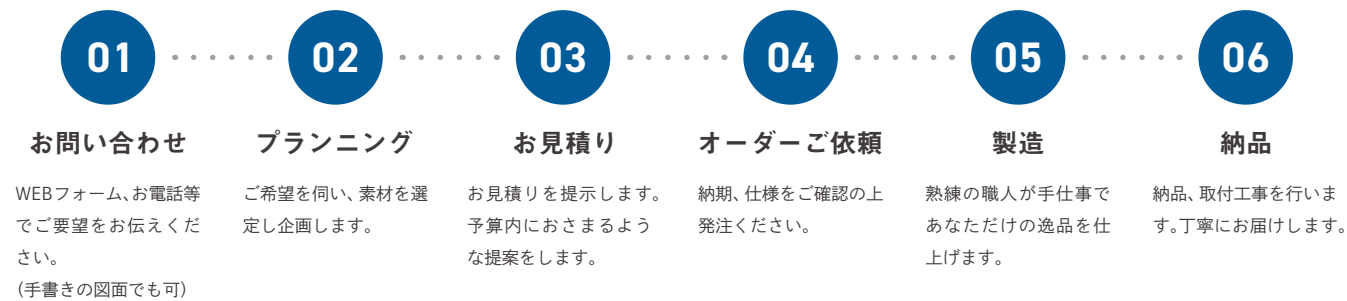 01
お問い合わせ
WEBフォーム、お電話等
でご要望をお伝えくだ
さい。
(手書きの図面でも可)
02
プランニング
ご希望を伺い、素材を選
定し企画します。
03
お見積り
お見積りを提示します。
予算内におさまるよう
な提案をします。
04
オーダーご依頼
納期、仕様をご確認の上
発注ください。
05
製造
熟練の職人が手仕事で
あなただけの逸品を仕
上げます。
06
納品
納品、取付工事を行いま
す。丁寧にお届けします。